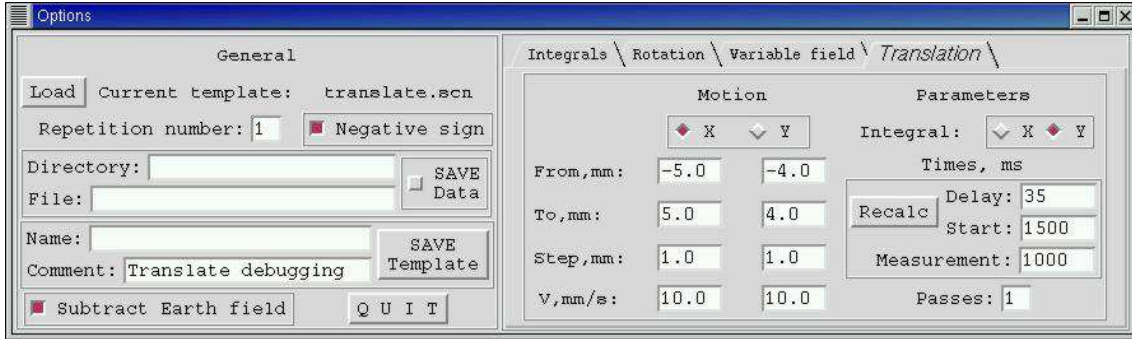 Options
General
Load Current template: translate.scn
Repetition number: 1 Negative sign
Directory:
File:
SAVE
Data
Name:
Comment: Translate debugging
SAVE
Template
Subtract Earth field QUIT
Integrals \ Rotation \ Variable field \ Translation \
Motion Parameters
X Y Integral: X Y
From,mm: -5.0 -4.0 Times, ms
To,mm: 5.0 4.0 Recalc Delay: 35
Start: 1500
Step,mm: 1.0 1.0 Measurement: 1000
V,mm/s: 10.0 10.0 Passes: 1